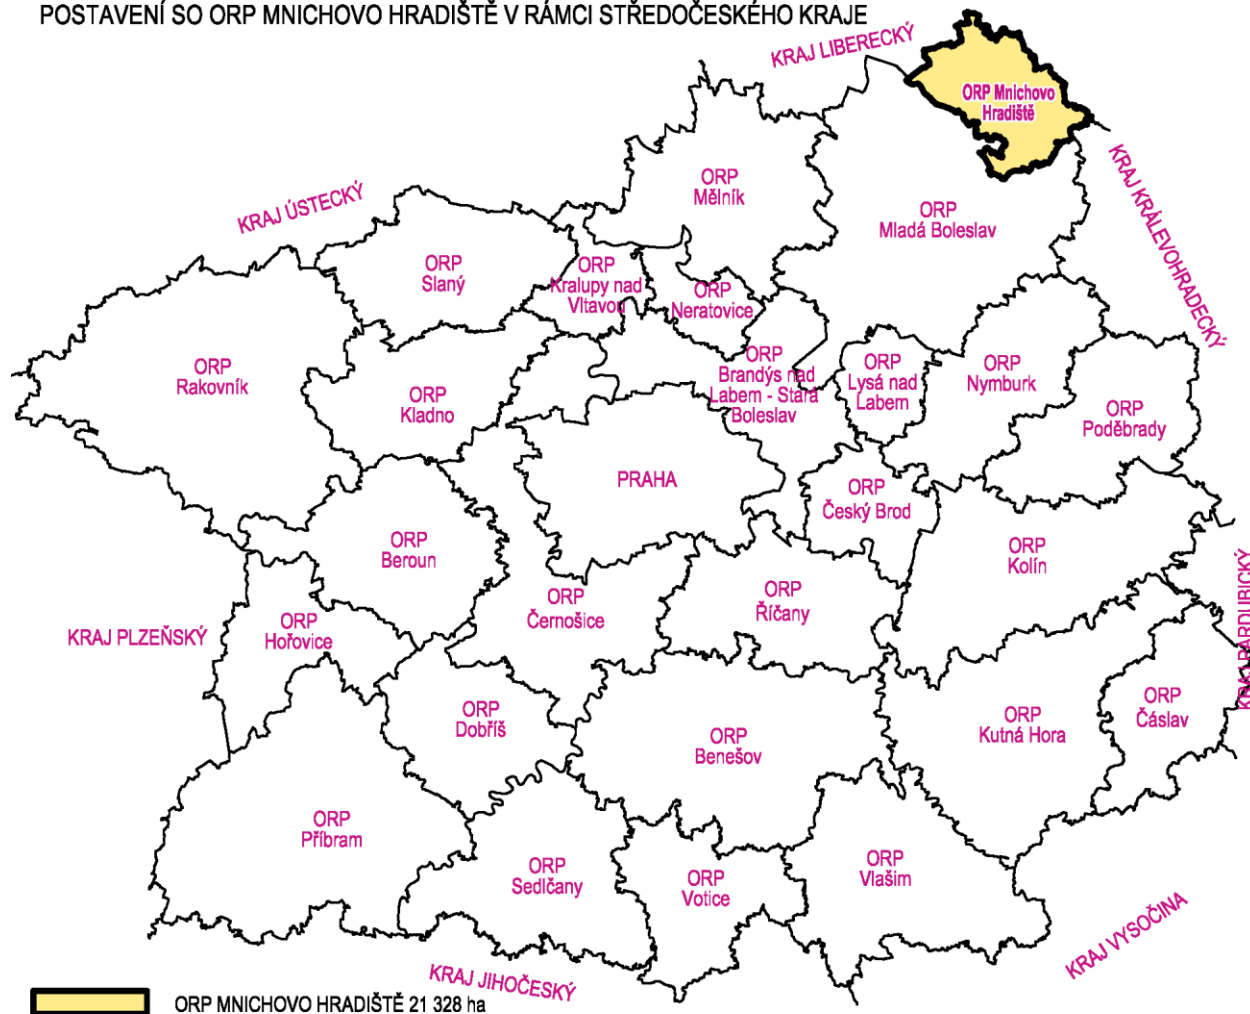 POSTAVENÍ SO ORP MNICHOVO HRADIŠTĚ V RÁMCI STŘEDOČESKÉHO KRAJE
KRAJ LIBERECKÝ
ORP Mnichovo
Hradiště
KRAJ KRÁLEVOHRADECKÝ
ORP
Mělník
KRAJ ÚSTECKÝ
ORP
Mladá Boleslav
ORP
Slaný
ORP
Kralupy nad
Vltavou
ORP
Neratovice
ORP
Rakovník
ORP
Kladno
ORP
Brandýs nad
Labem - Stará
Boleslav
ORP
Lysá nad
Labem
ORP
Nymburk
ORP
Poděbrady
PRAHA
ORP
Český Brod
ORP
Beroun
ORP
Kolín
KRAJ PARDUBICKÝ
ORP
Černošice
ORP
Říčany
KRAJ PLZEŇSKÝ
ORP
Hořovice
ORP
Dobříš
ORP
Benešov
ORP
Kutná Hora
ORP
Čáslav
ORP
Příbram
ORP
Sedlčany
ORP
Votice
ORP
Vlašim
KRAJ VYSOČINA
KRAJ JIHOČESKÝ
ORP MNICHOVO HRADIŠTĚ 21 328 ha